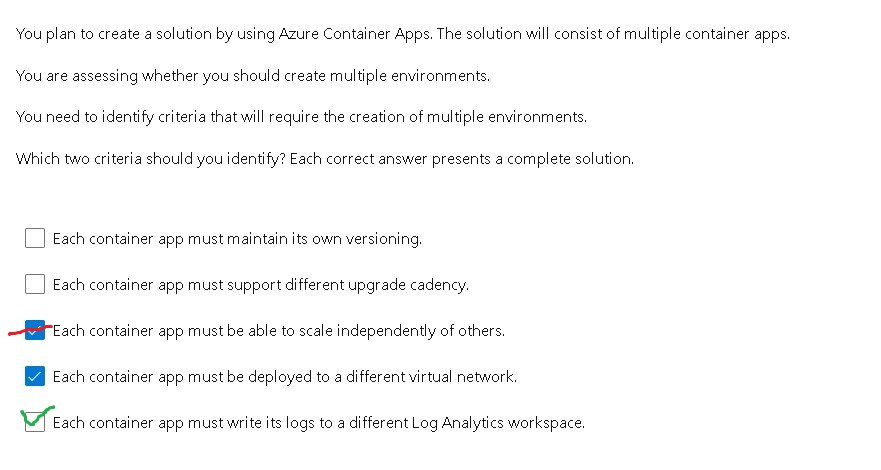 You plan to create a solution by using Azure Container Apps. The solution will consist of multiple container apps.
You are assessing whether you should create multiple environments.
You need to identify criteria that will require the creation of multiple environments.
Which two criteria should you identify? Each correct answer presents a complete solution.
Each container app must maintain its own versioning.
Each container app must support different upgrade cadency.
Each container app must be able to scale independently of others.
Each container app must be deployed to a different virtual network.
Each container app must write its logs to a different Log Analytics workspace.